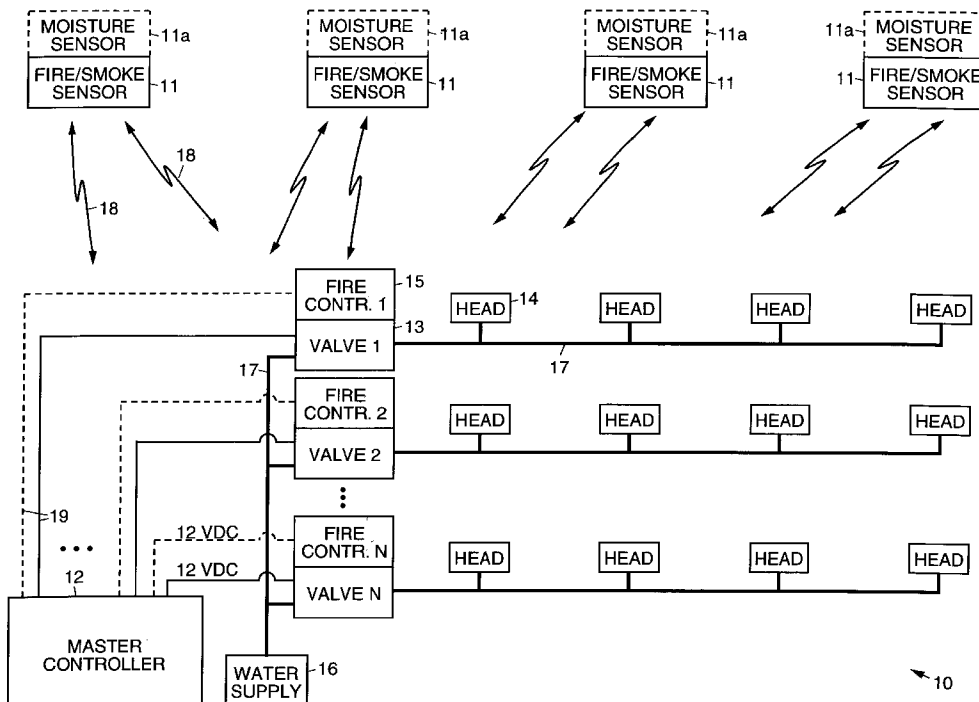 MOISTURE SENSOR 11a
FIRE/SMOKE SENSOR 11
MOISTURE SENSOR 11a
FIRE/SMOKE SENSOR 11
MOISTURE SENSOR 11a
FIRE/SMOKE SENSOR 11
11a MOISTURE SENSOR
11 FIRE/SMOKE SENSOR
18
18
FIRE CONTR. 1 15
VALVE 1 13
HEAD 14 HEAD HEAD HEAD
17
17
FIRE CONTR. 2
VALVE 2
HEAD HEAD HEAD HEAD
19
12 VDC
FIRE CONTR. N
12 VDC
VALVE N
HEAD HEAD HEAD HEAD
12
MASTER CONTROLLER
WATER SUPPLY 16
10